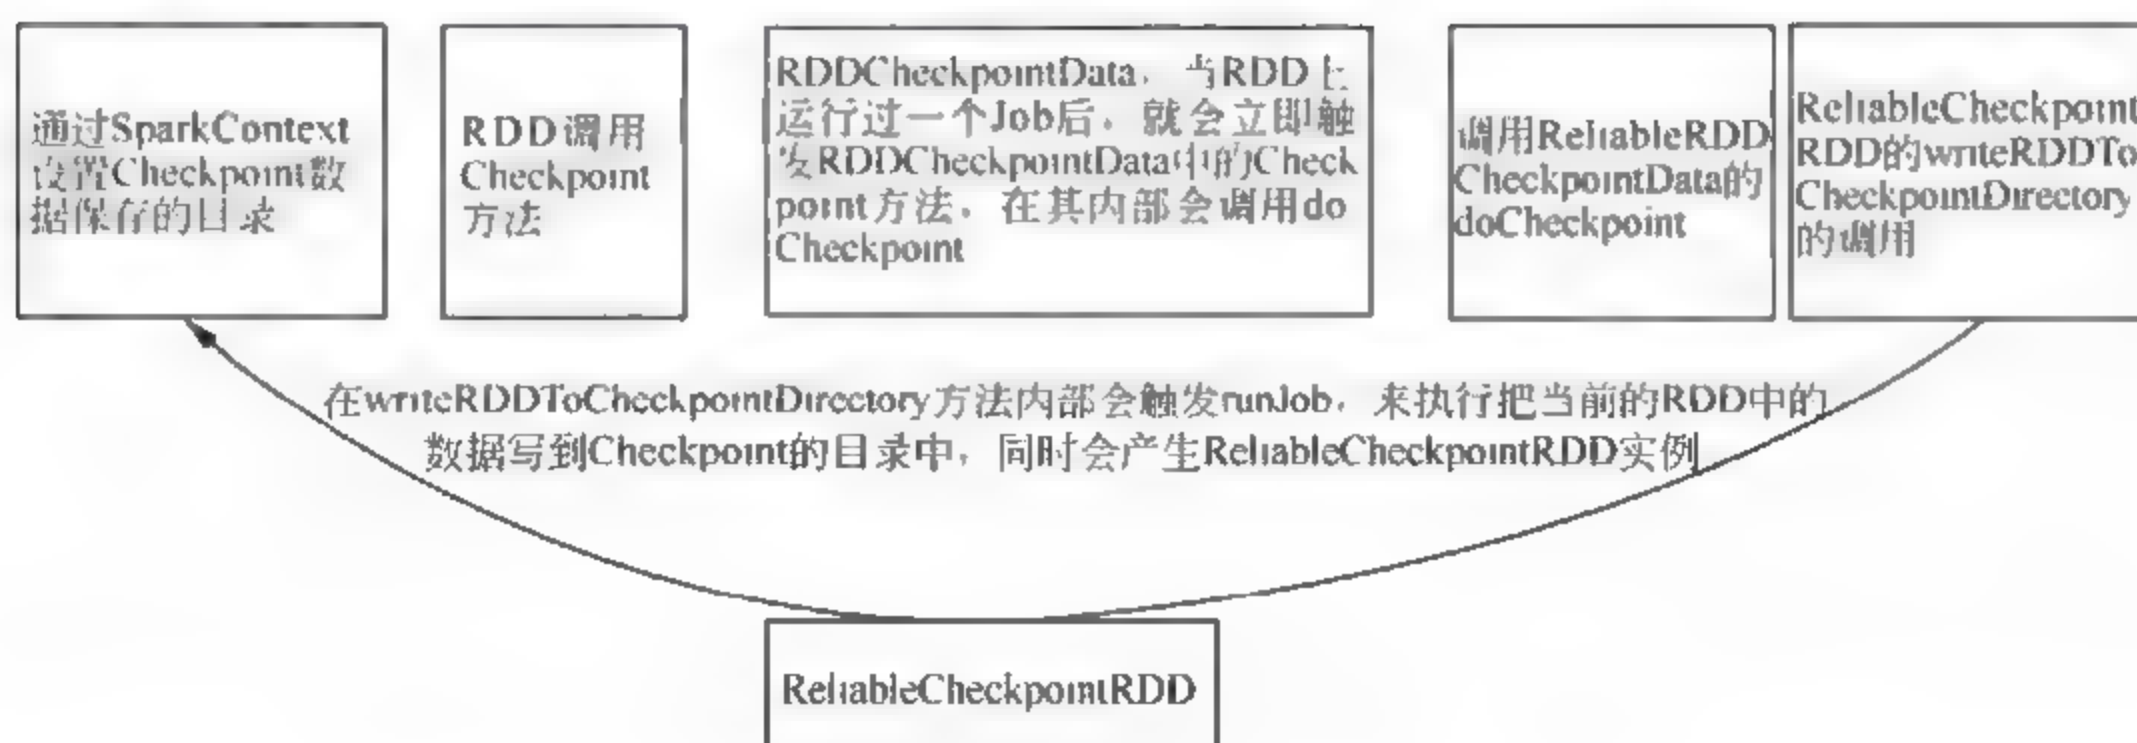 通过SparkContext
设置Checkpoint数
据保存的目录
RDD调用
Checkpoint
方法
RDDCheckpointData,当RDD上
运行过一个Job后,就会立即触
发RDDCheckpointData中的Check
point方法,在其内部会调用do
Checkpoint
调用ReliableRDD
CheckpointData的
doCheckpoint
ReliableCheckpoint
RDD的writeRDDTo
CheckpointDirectory
的调用
在writeRDDToCheckpointDirectory方法内部会触发runJob,来执行把当前的RDD中的
数据写到Checkpoint的目录中,同时会产生ReliableCheckpointRDD实例
ReliableCheckpointRDD